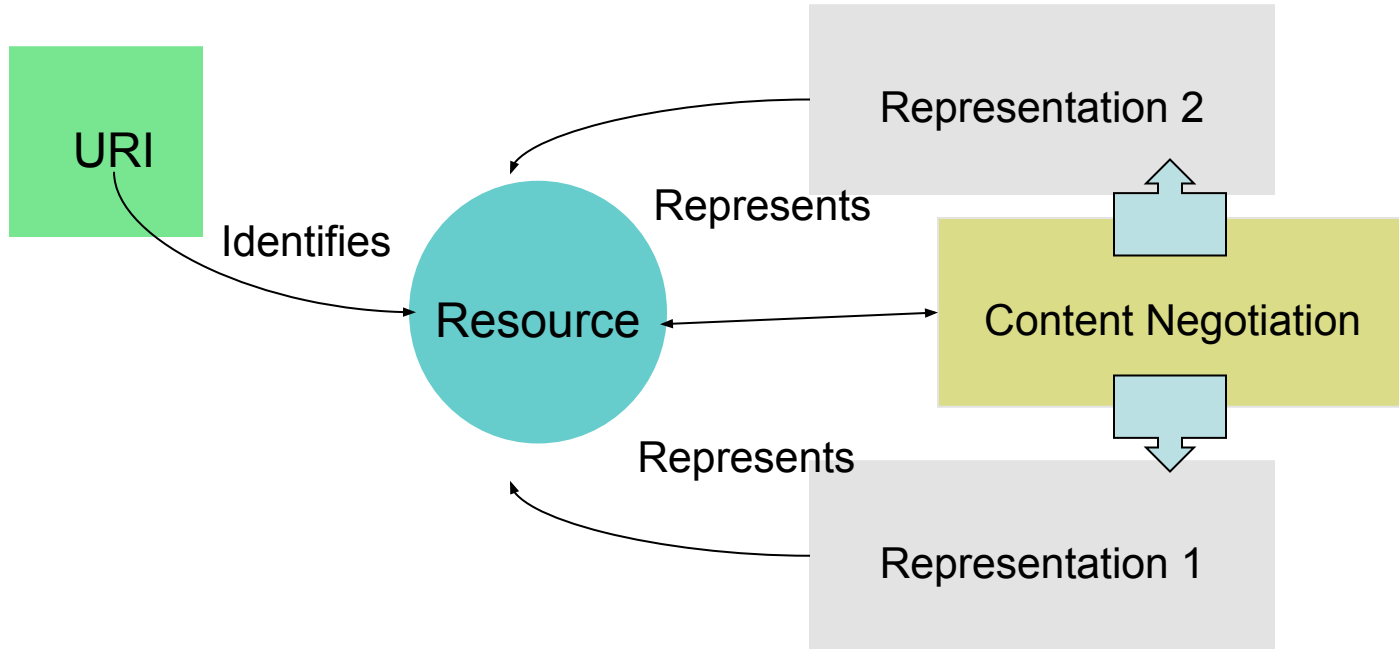 URI
Identifies
Resource
Representation 2
Represents
Content Negotiation
Represents
Representation 1